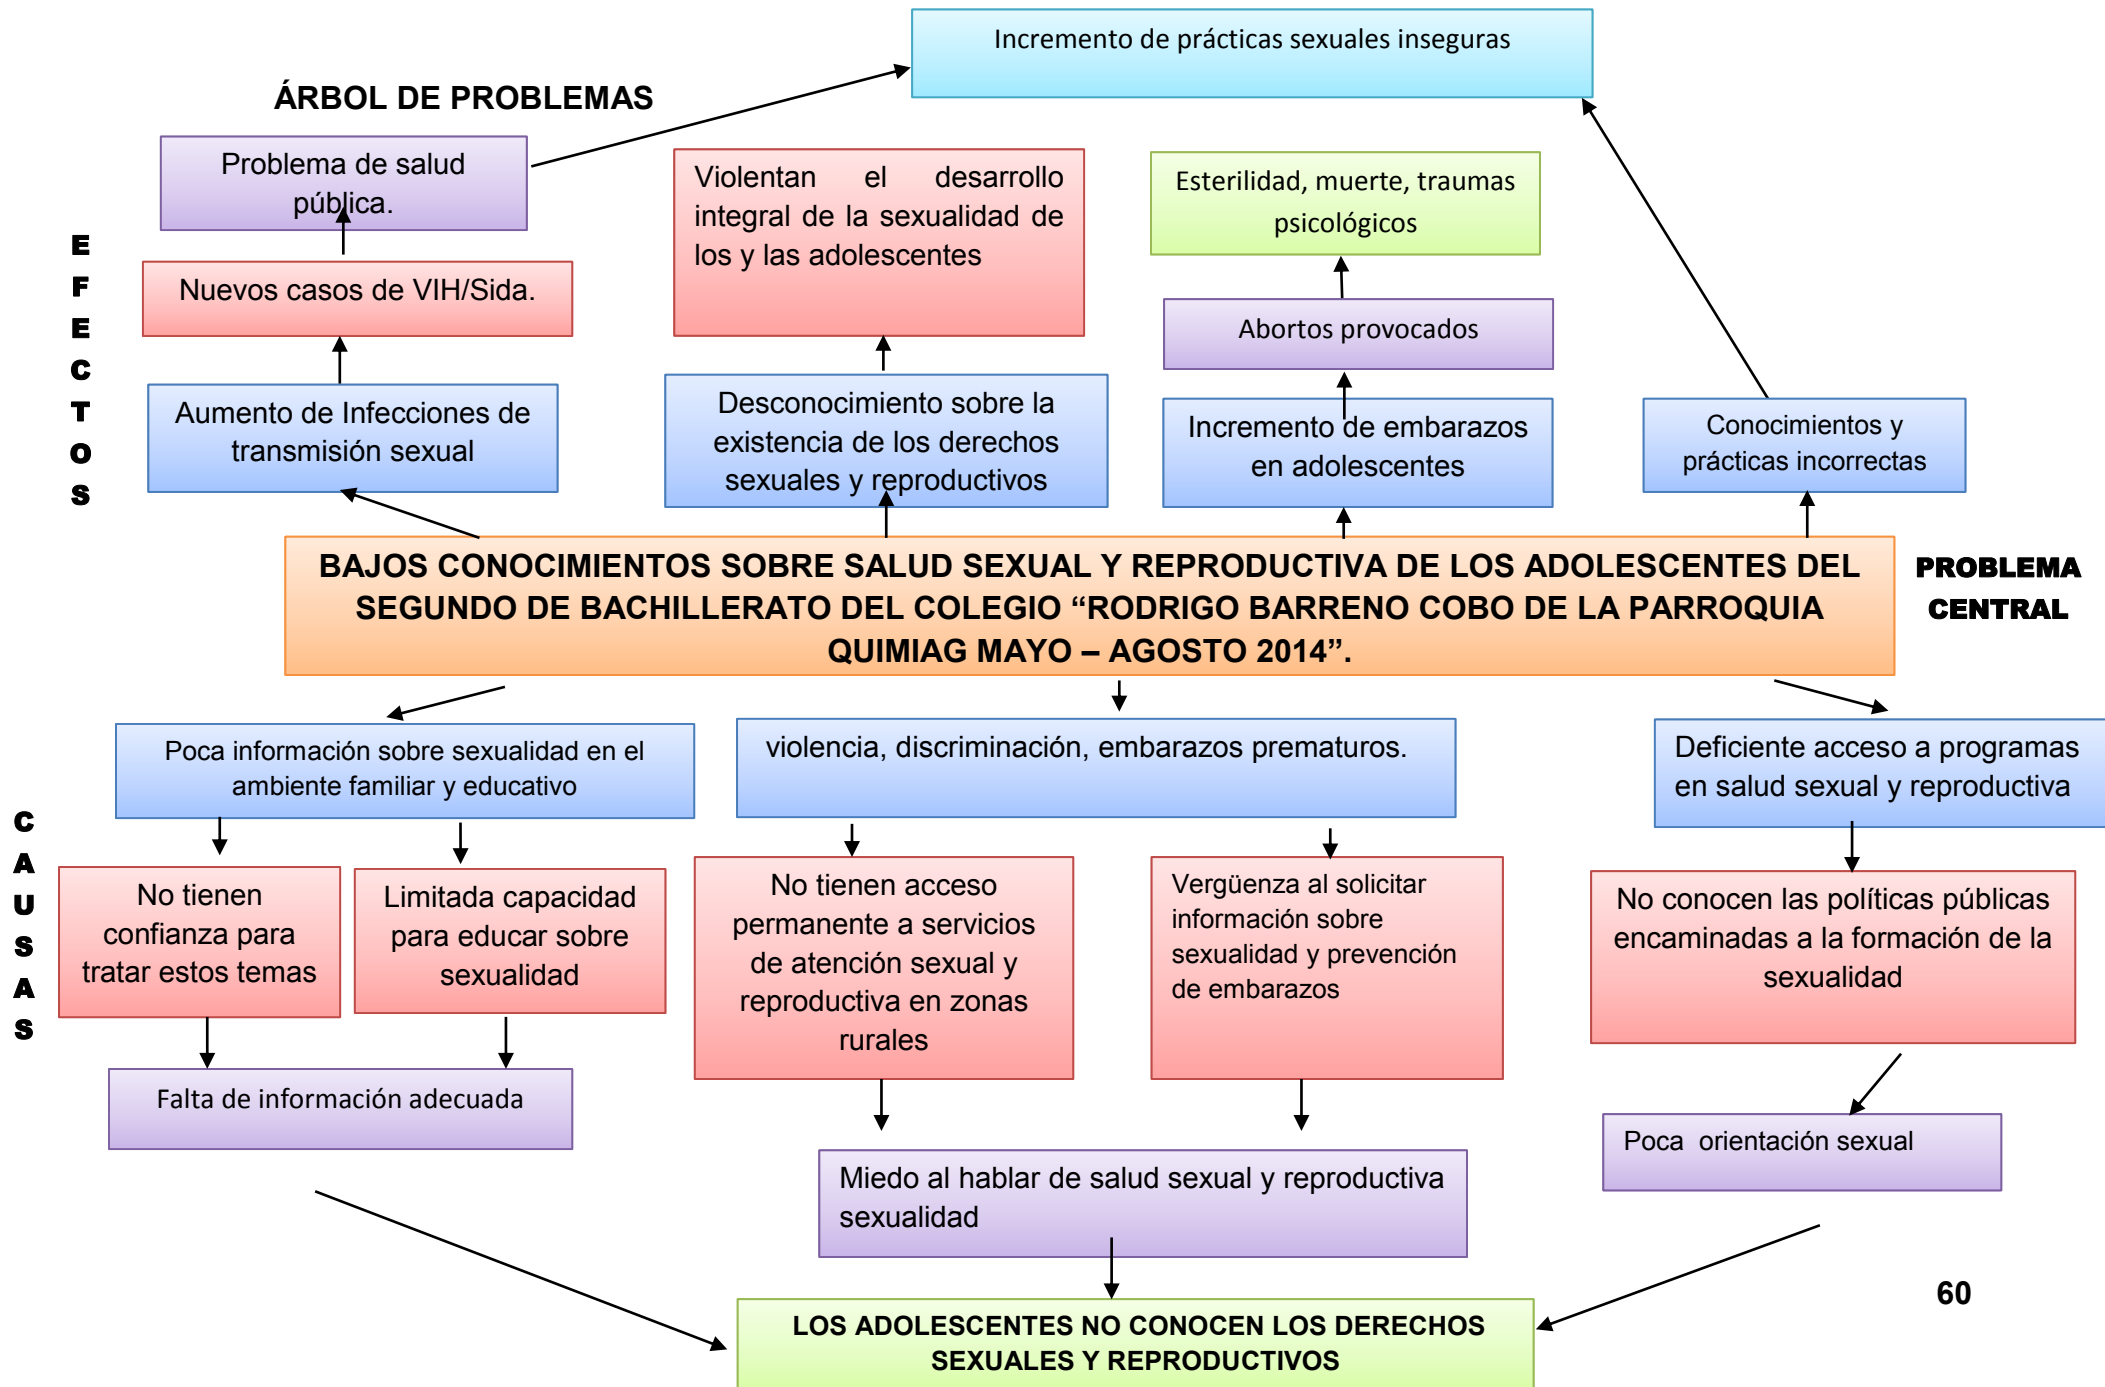 Incremento de prácticas sexuales inseguras
ÁRBOL DE PROBLEMAS
Problema de salud
pública.
Violentan el desarrollo
integral de la sexualidad de
los y las adolescentes
Esterilidad, muerte, traumas
psicológicos
EFECTOS
Nuevos casos de VIH/Sida.
Abortos provocados
Aumento de Infecciones de
transmisión sexual
Desconocimiento sobre la
existencia de los derechos
sexuales y reproductivos
Incremento de embarazos
en adolescentes
Conocimientos y
prácticas incorrectas
BAJOS CONOCIMIENTOS SOBRE SALUD SEXUAL Y REPRODUCTIVA DE LOS ADOLESCENTES DEL
SEGUNDO DE BACHILLERATO DEL COLEGIO “RODRIGO BARRENO COBO DE LA PARROQUIA
QUIMIAG MAYO – AGOSTO 2014”.
PROBLEMA
CENTRAL
Poca información sobre sexualidad en el
ambiente familiar y educativo
violencia, discriminación, embarazos prematuros.
Deficiente acceso a programas
en salud sexual y reproductiva
CAUSAS
No tienen
confianza para
tratar estos temas
Limitada capacidad
para educar sobre
sexualidad
No tienen acceso
permanente a servicios
de atención sexual y
reproductiva en zonas
rurales
Vergüenza al solicitar
información sobre
sexualidad y prevención
de embarazos
No conocen las políticas públicas
encaminadas a la formación de la
sexualidad
Falta de información adecuada
Miedo al hablar de salud sexual y reproductiva
sexualidad
Poca orientación sexual
LOS ADOLESCENTES NO CONOCEN LOS DERECHOS
SEXUALES Y REPRODUCTIVOS
60